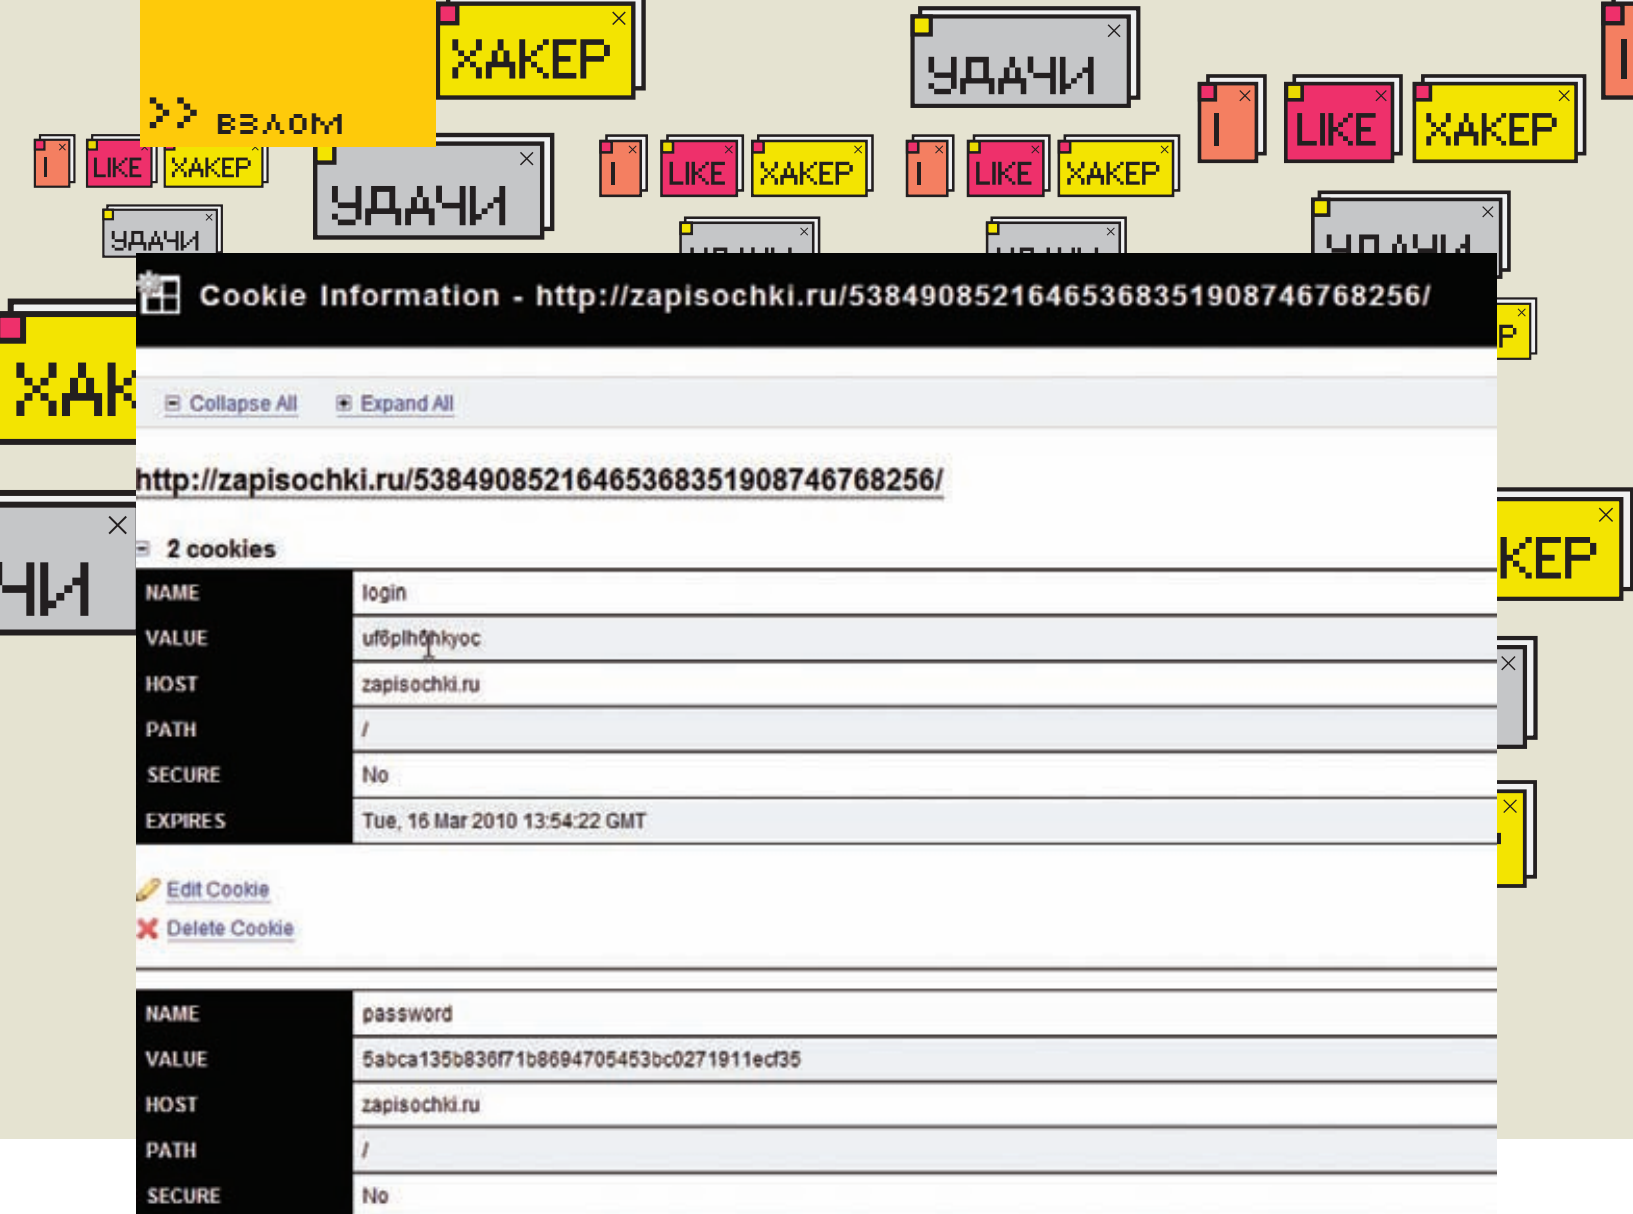 ХАКЕР
УДАЧИ
>> ВЗЛОМ
I LIKE ХАКЕР
I LIKE ХАКЕР
УДАЧИ
I LIKE ХАКЕР
I LIKE ХАКЕР
УДАЧИ
Cookie Information - http://zapisochki.ru/53849085216465368351908746768256/
Collapse All Expand All
http://zapisochki.ru/53849085216465368351908746768256/
2 cookies
NAME login
VALUE
HOST zapisochki.ru
PATH /
SECURE No
EXPIRES Tue, 16 Mar 2010 13:54:22 GMT
Edit Cookie
Delete Cookie
NAME password
VALUE 5abca135b836f71b8694705453bc0271911ecf35
HOST zapisochki.ru
PATH /
SECURE No